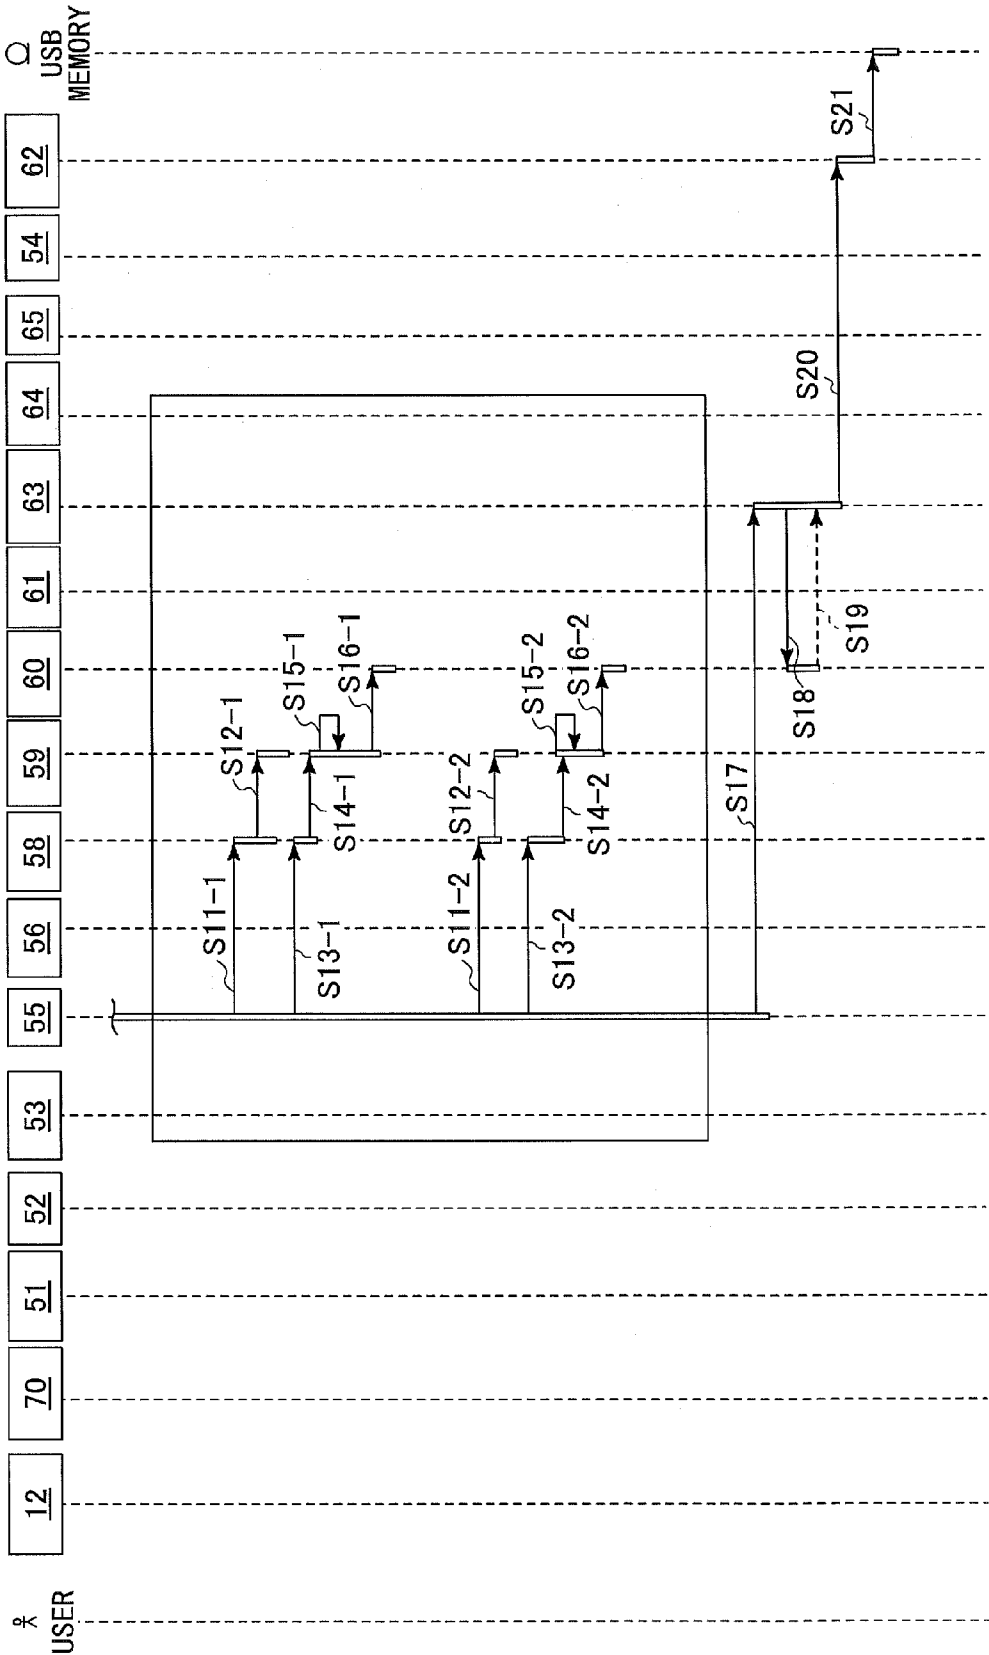 USER
12
70
51
52
53
55
56
58
59
60
61
63
64
65
54
62
USB
MEMORY
S11-1
S12-1
S13-1
S14-1
S15-1
S16-1
S11-2
S12-2
S13-2
S14-2
S15-2
S16-2
S17
S18
S19
S20
S21